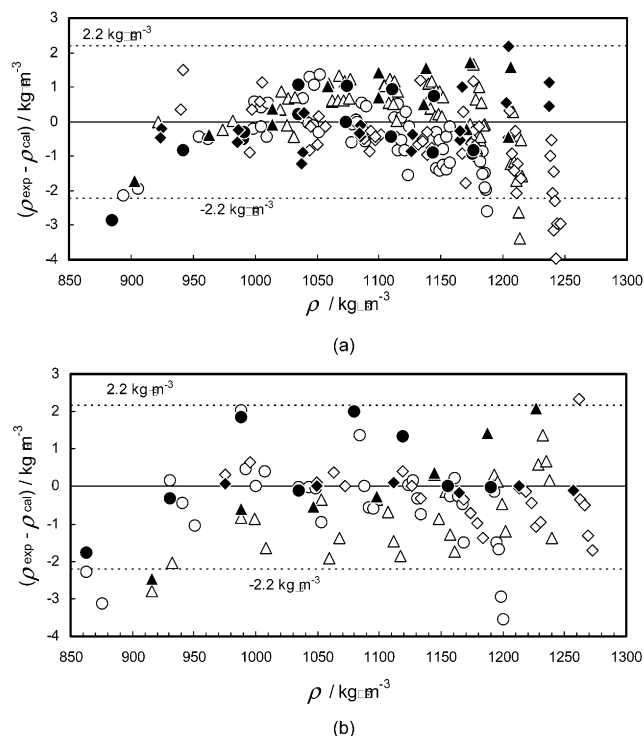 3
2
1
0
-1
-2
-3
-4
(ρexp - ρcal) / kg□m-3
2.2 kg□m-3
-2.2 kg□m-3
850 900 950 1000 1050 1100 1150 1200 1250 1300
ρ / kg□m-3
(a)
3
2
1
0
-1
-2
-3
-4
(ρexp - ρcal) / kg□m-3
2.2 kg□m-3
-2.2 kg□m-3
850 900 950 1000 1050 1100 1150 1200 1250 1300
ρ / kg□m-3
(b)